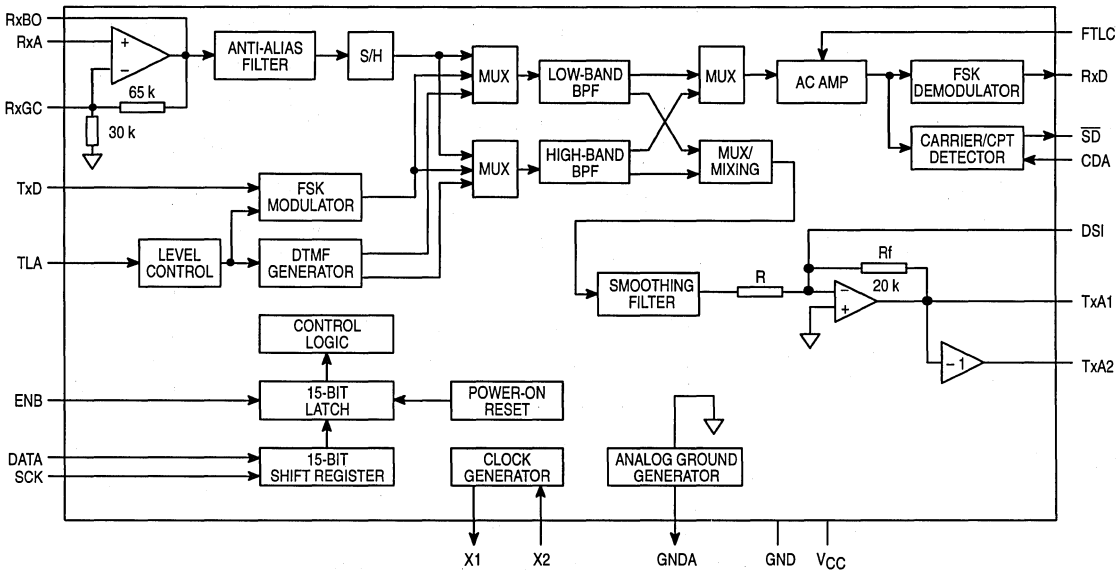 RxBO
RxA
RxGC
+
−
65 k
30 k
ANTI-ALIAS
FILTER
S/H
MUX
LOW-BAND
BPF
MUX
AC AMP
FSK
DEMODULATOR
FTLC
RxD
MUX
HIGH-BAND
BPF
MUX/
MIXING
CARRIER/CPT
DETECTOR
SD
CDA
TxD
FSK
MODULATOR
TLA
LEVEL
CONTROL
DTMF
GENERATOR
SMOOTHING
FILTER
R
Rf
20 k
−
+
− 1
DSI
TxA1
TxA2
CONTROL
LOGIC
ENB
15-BIT
LATCH
POWER-ON
RESET
DATA
SCK
15-BIT
SHIFT REGISTER
CLOCK
GENERATOR
ANALOG GROUND
GENERATOR
X1
X2
GNDA
GND
VCC